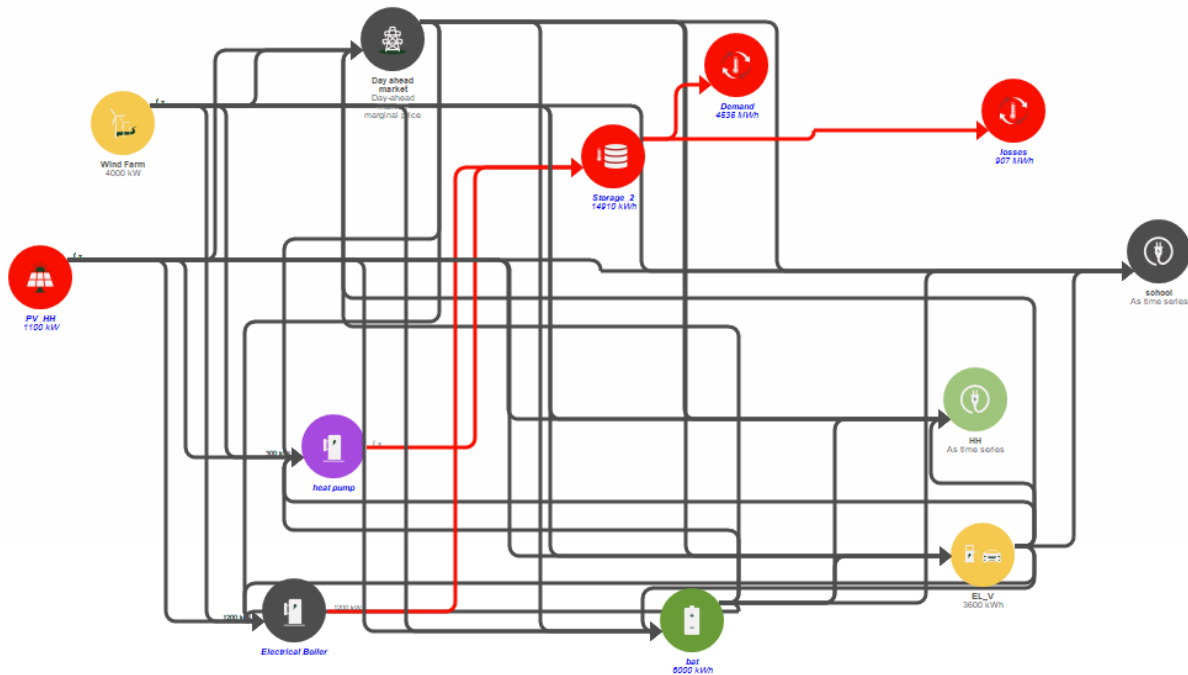 Day ahead
market
Day-ahead
marginal price
Demand
4636 MWh
losses
907 MWh
Wind Farm
4000 kW
Storage_2
14910 kWh
school
As time series
PV_HH
1100 kW
HH
As time series
300 kW
heat pump
EL_V
3600 kWh
1200 kW
1200 kW
Electrical Boiler
bat
6000 kWh